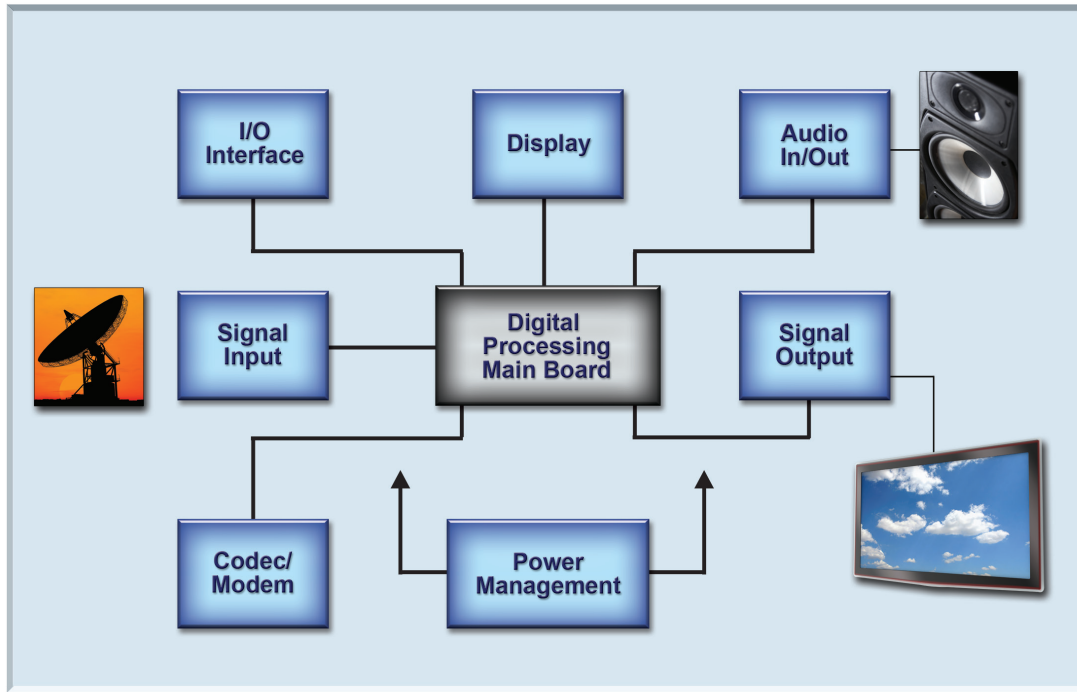 I/O
Interface
Display
Audio
In/Out
Signal
Input
Digital
Processing
Main Board
Signal
Output
Codec/
Modem
Power
Management